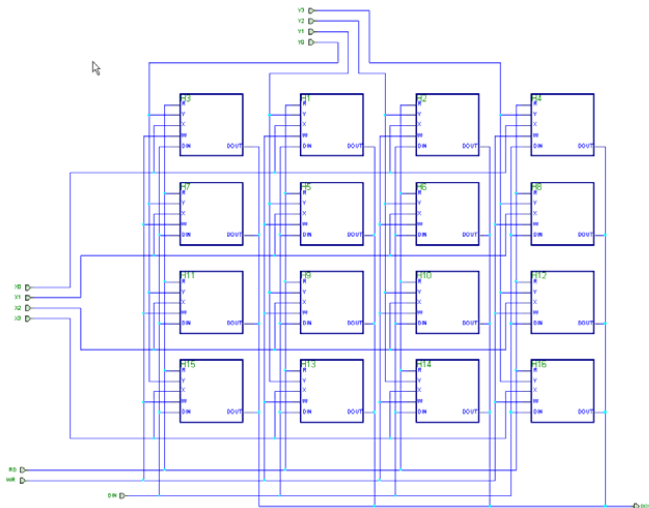 Y3
Y2
Y1
Y0
H3 H1 H2 H4
R R R R
Y Y Y Y
X X X X
W W W W
DIN DOUT DIN DOUT DIN DOUT DIN DOUT
H7 H5 H6 H8
R R R R
Y Y Y Y
X X X X
W W W W
DIN DOUT DIN DOUT DIN DOUT DIN DOUT
X0
X1
X2
X3
H11 H9 H10 H12
R R R R
Y Y Y Y
X X X X
W W W W
DIN DOUT DIN DOUT DIN DOUT DIN DOUT
H15 H13 H14 H16
R R R R
Y Y Y Y
X X X X
W W W W
DIN DOUT DIN DOUT DIN DOUT DIN DOUT
DIN